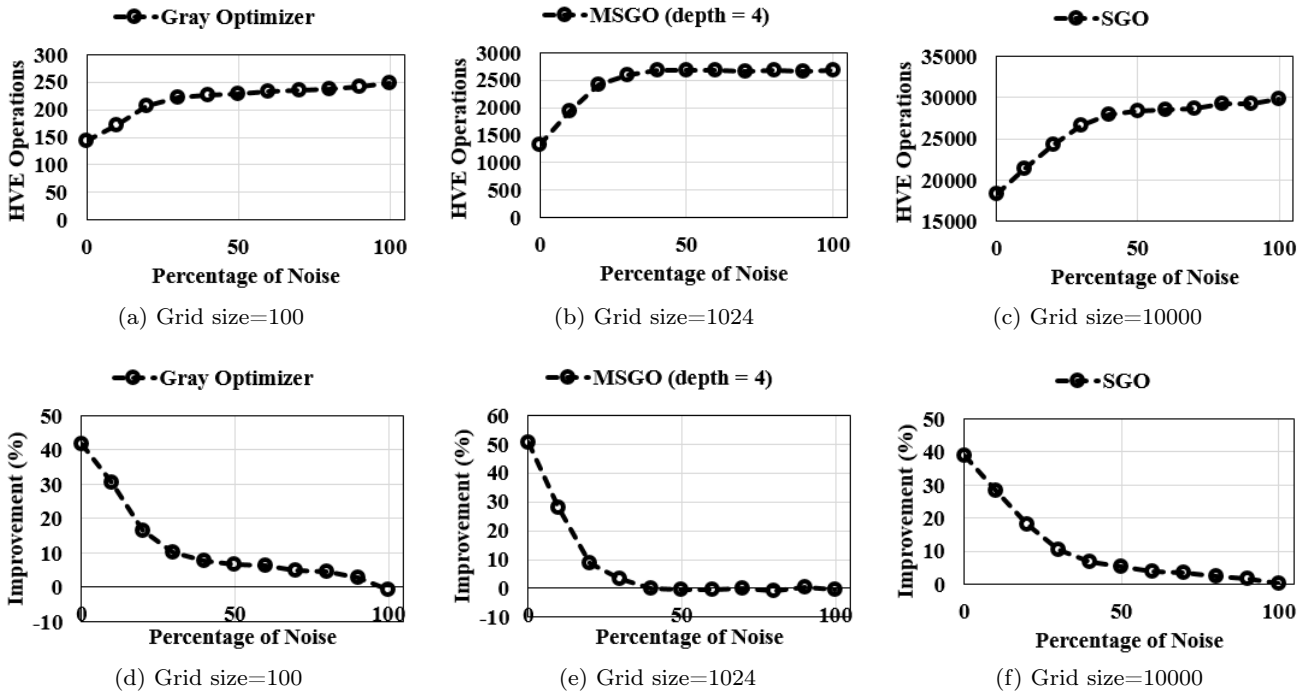 Gray Optimizer
HVE Operations
300
250
200
150
100
50
0
0 50 100
Percentage of Noise
(a) Grid size=100
MSGO (depth = 4)
HVE Operations
3000
2500
2000
1500
1000
500
0
0 50 100
Percentage of Noise
(b) Grid size=1024
SGO
HVE Operations
35000
30000
25000
20000
15000
0 50 100
Percentage of Noise
(c) Grid size=10000
Gray Optimizer
Improvement (%)
50
40
30
20
10
0
-10
0 50 100
Percentage of Noise
(d) Grid size=100
MSGO (depth = 4)
Improvement (%)
60
50
40
30
20
10
0
-10
0 50 100
Percentage of Noise
(e) Grid size=1024
SGO
Improvement (%)
50
40
30
20
10
0
0 50 100
Percentage of Noise
(f) Grid size=10000